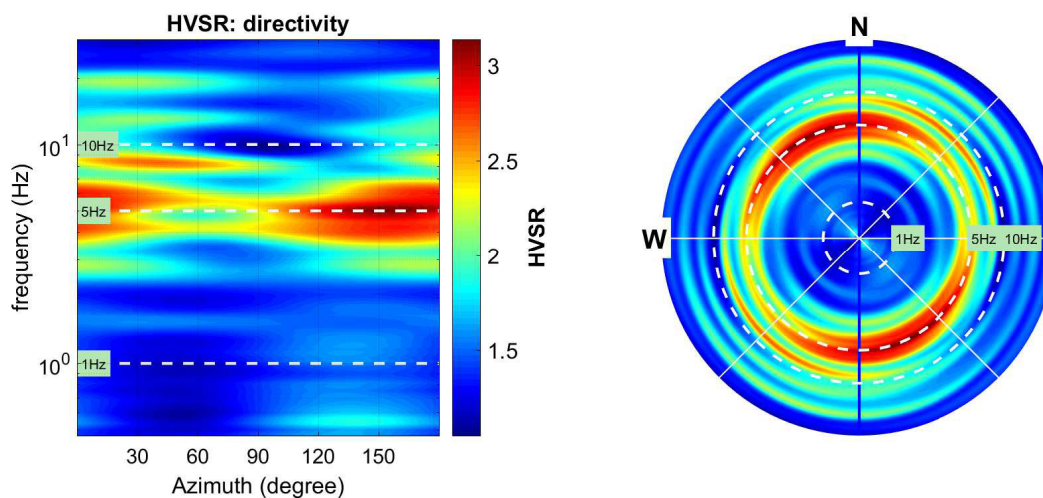 HVSR: directivity
frequency (Hz)
10¹
10⁰
10Hz
5Hz
1Hz
30 60 90 120 150
Azimuth (degree)
3
2.5
2
1.5
HVSR
N
W
1Hz 5Hz 10Hz